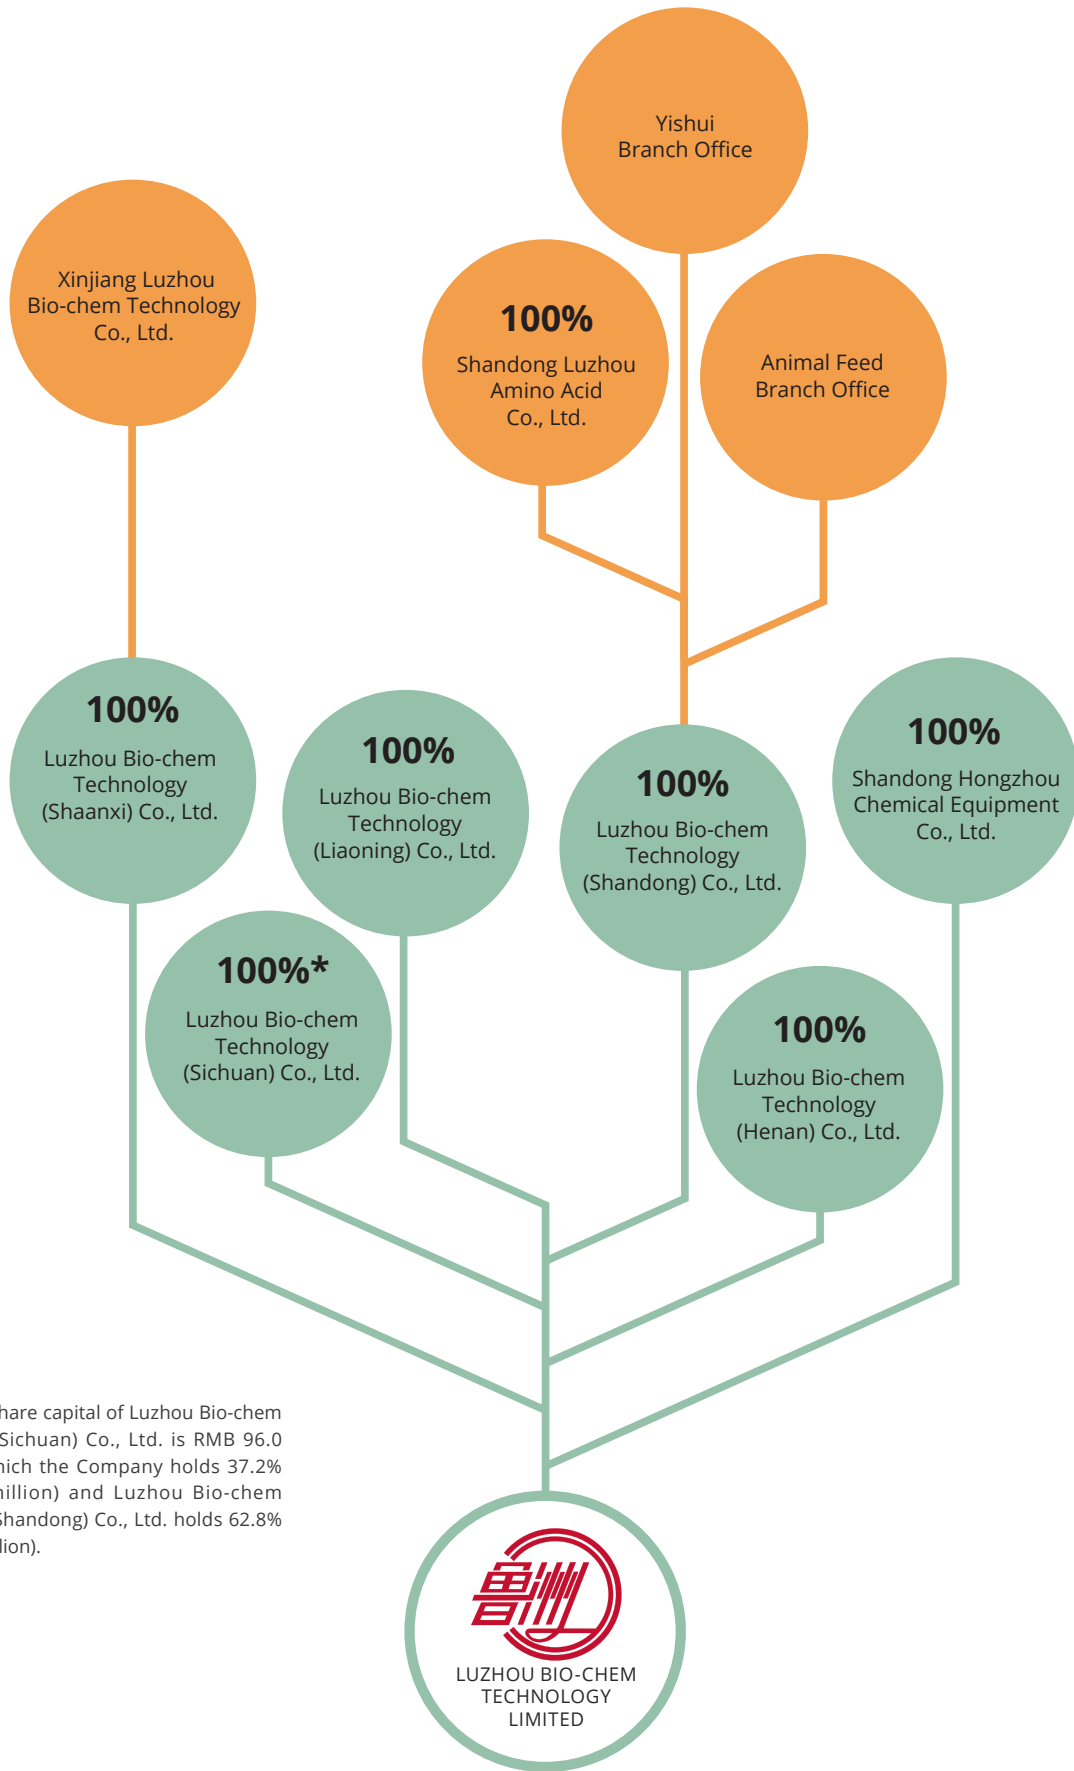 Yishui
Branch Office
Xinjiang Luzhou
Bio-chem Technology
Co., Ltd.
100%
Shandong Luzhou
Amino Acid
Co., Ltd.
Animal Feed
Branch Office
100%
Luzhou Bio-chem
Technology
(Shaanxi) Co., Ltd.
100%
Luzhou Bio-chem
Technology
(Liaoning) Co., Ltd.
100%
Luzhou Bio-chem
Technology
(Shandong) Co., Ltd.
100%
Shandong Hongzhou
Chemical Equipment
Co., Ltd.
100%*
Luzhou Bio-chem
Technology
(Sichuan) Co., Ltd.
100%
Luzhou Bio-chem
Technology
(Henan) Co., Ltd.
hare capital of Luzhou Bio-chem
Sichuan) Co., Ltd. is RMB 96.0
hich the Company holds 37.2%
illion) and Luzhou Bio-chem
Shandong) Co., Ltd. holds 62.8%
lion).
魯洲
LUZHOU BIO-CHEM
TECHNOLOGY
LIMITED